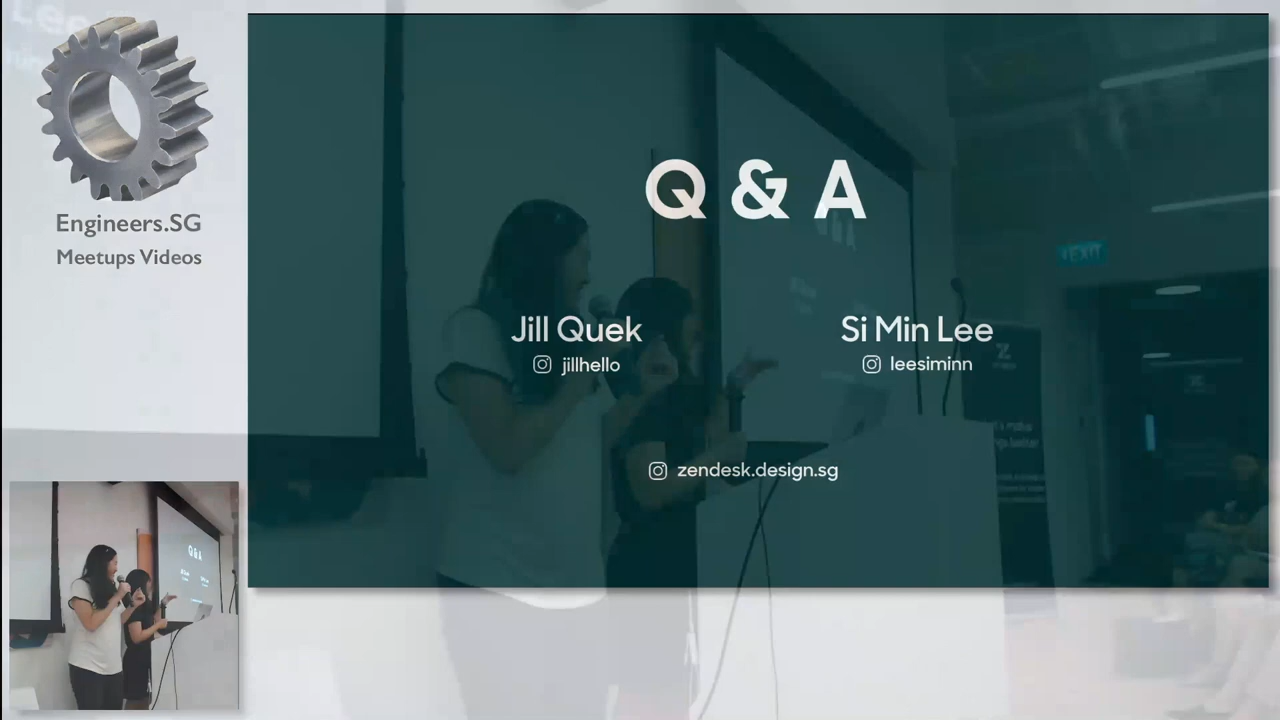 Engineers.SG
Meetups Videos
Q & A
Jill Quek
jillhello
Si Min Lee
leesiminn
zendesk.design.sg
EXIT
Q & A